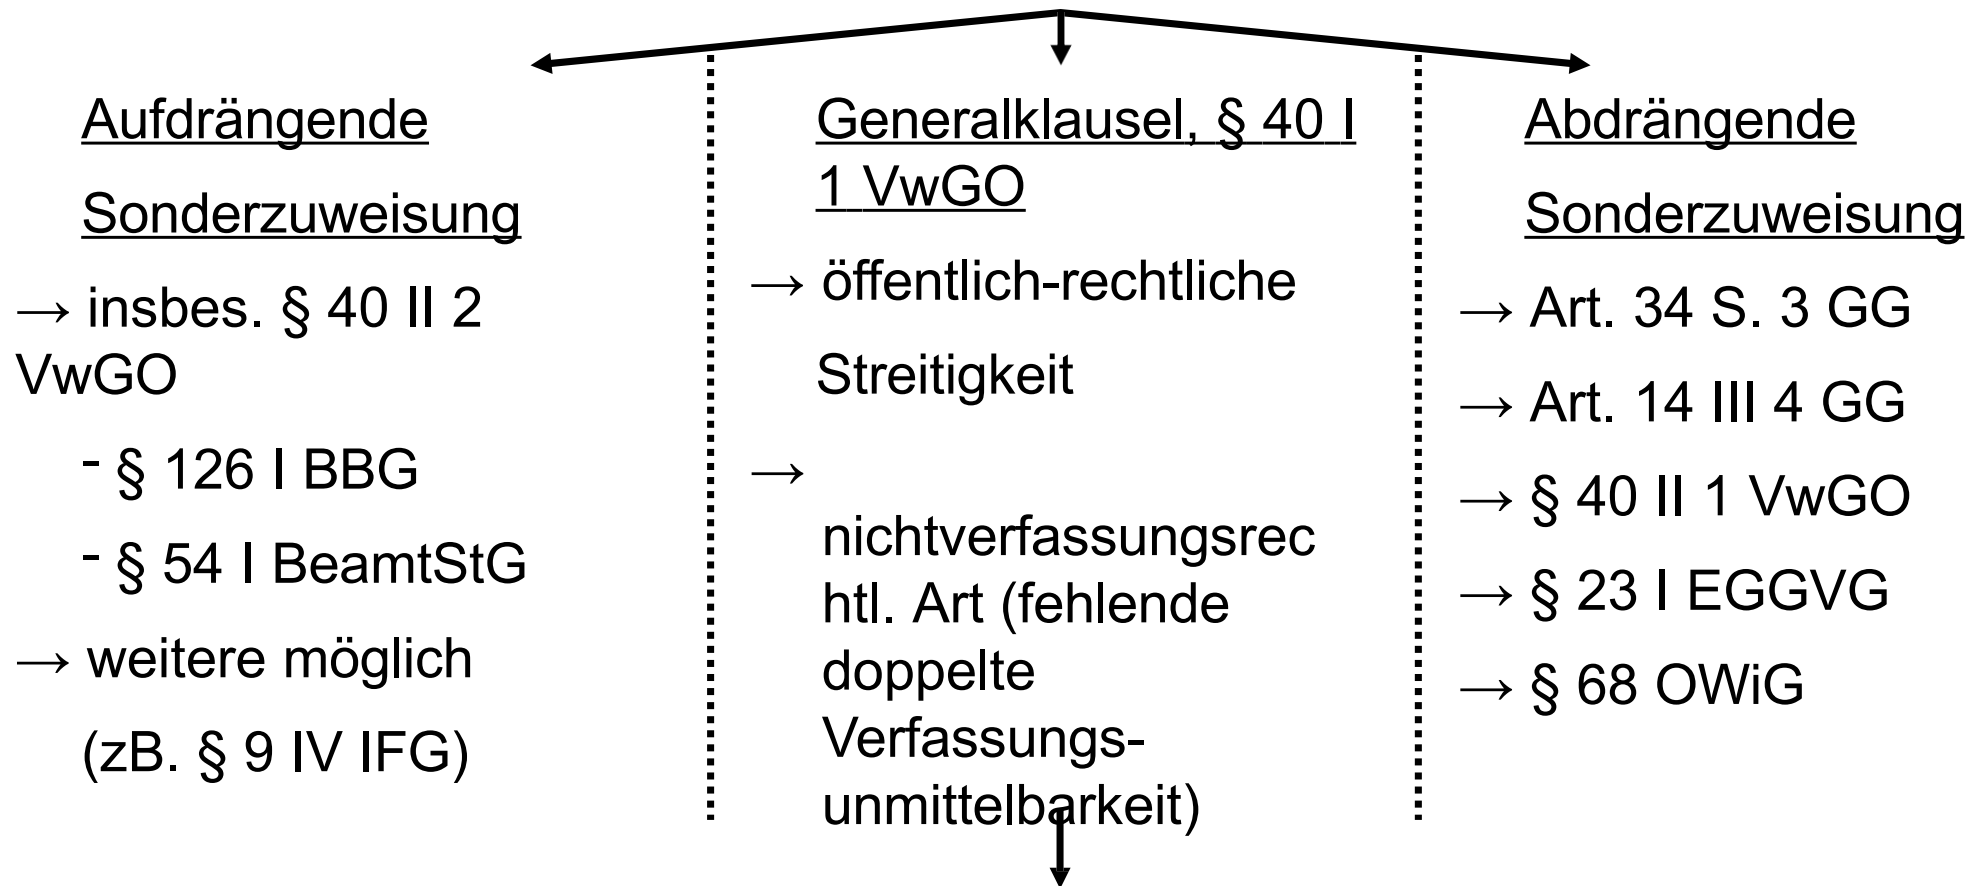 Aufdrängende
Sonderzuweisung
→ insbes. § 40 II 2
VwGO
- § 126 I BBG
- § 54 I BeamtStG
→ weitere möglich
(zB. § 9 IV IFG)
Generalklausel, § 40 I
1 VwGO
→ öffentlich-rechtliche
Streitigkeit
→
nichtverfassungsrec
htl. Art (fehlende
doppelte
Verfassungs-
unmittelbarkeit)
Abdrängende
Sonderzuweisung
→ Art. 34 S. 3 GG
→ Art. 14 III 4 GG
→ § 40 II 1 VwGO
→ § 23 I EGGVG
→ § 68 OWiG